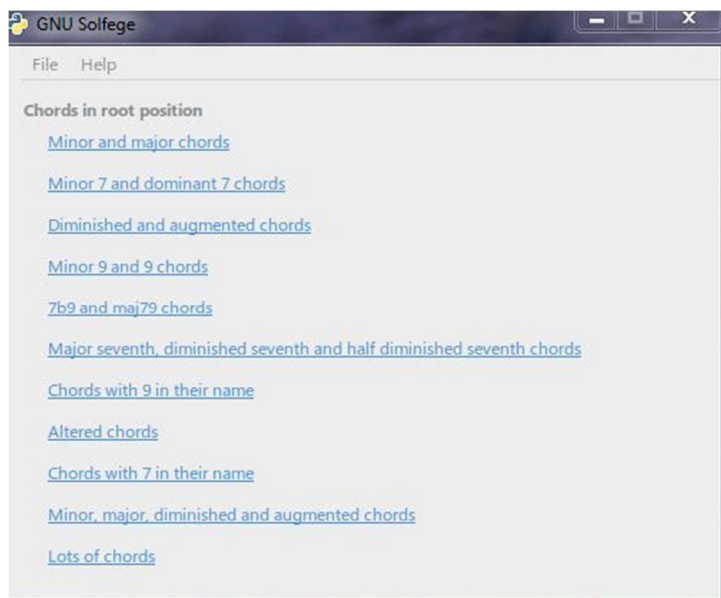 GNU Solfege
File Help
Chords in root position
Minor and major chords
Minor 7 and dominant 7 chords
Diminished and augmented chords
Minor 9 and 9 chords
7b9 and maj79 chords
Major seventh, diminished seventh and half diminished seventh chords
Chords with 9 in their name
Altered chords
Chords with 7 in their name
Minor, major, diminished and augmented chords
Lots of chords